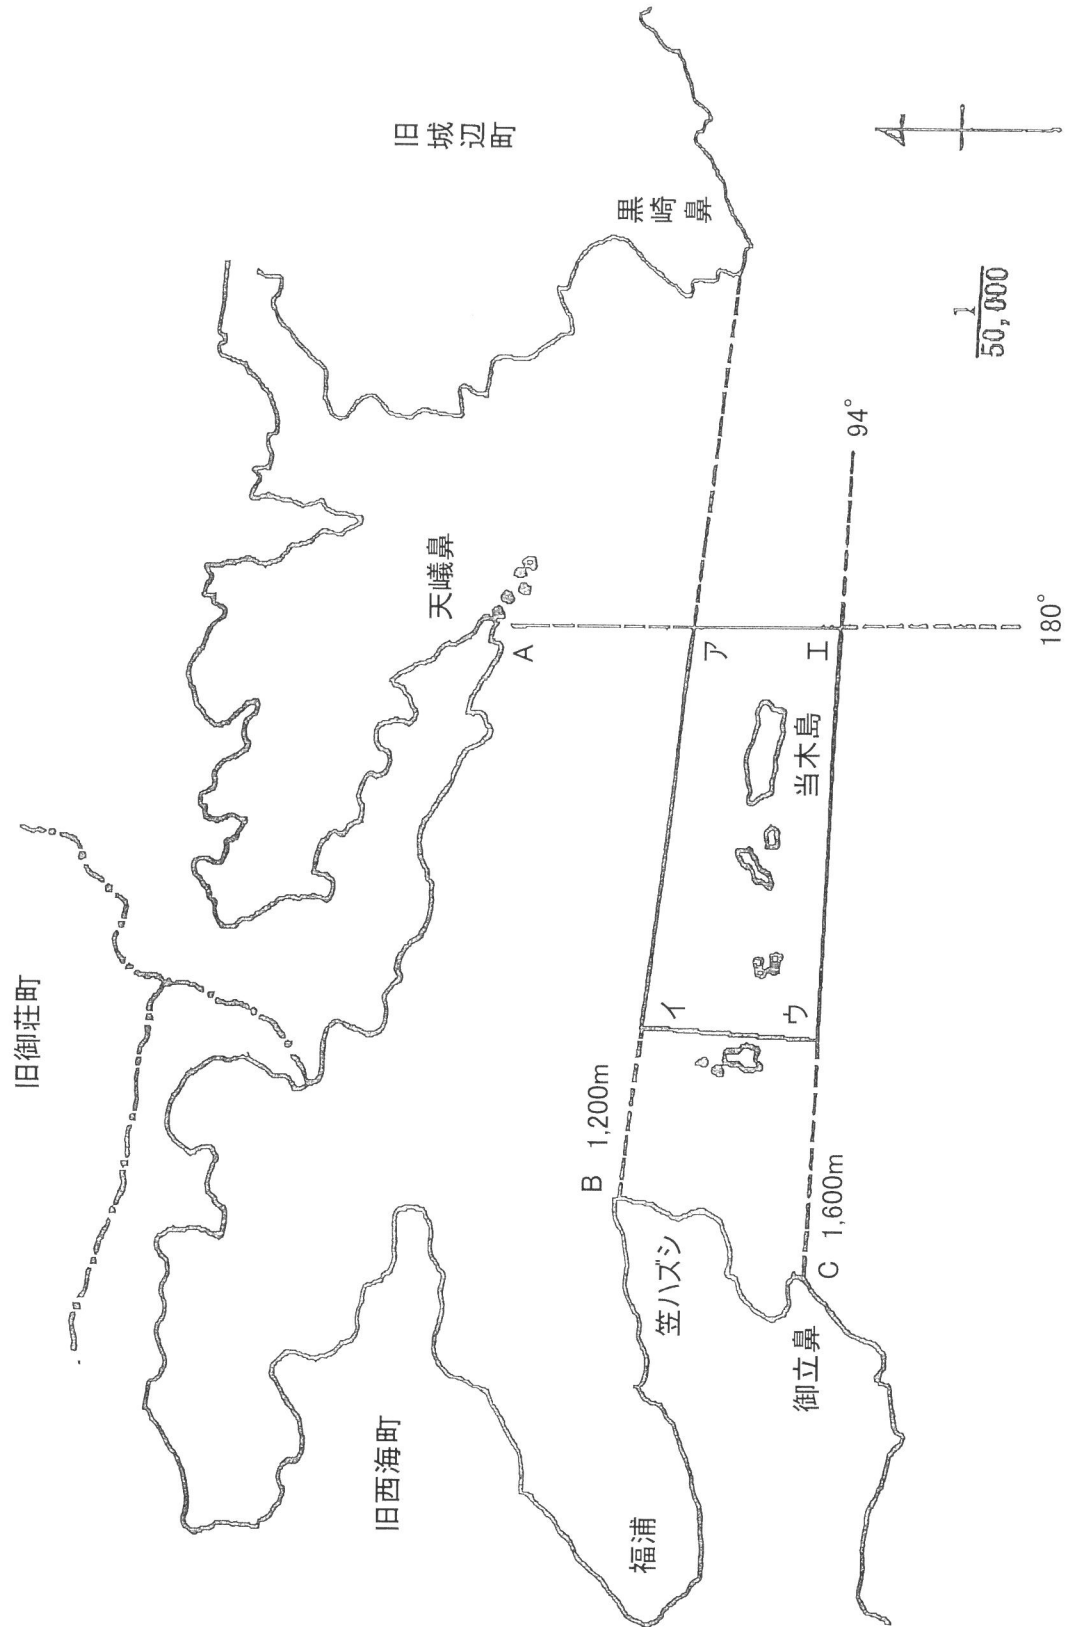 旧御荘町
旧城辺町
旧西海町
天嶬鼻
黒崎鼻
福浦
笠ハズシ
御立鼻
当木島
A
B
1,200m
C
1,600m
ア
イ
ウ
エ
94°
180°
1
50,000